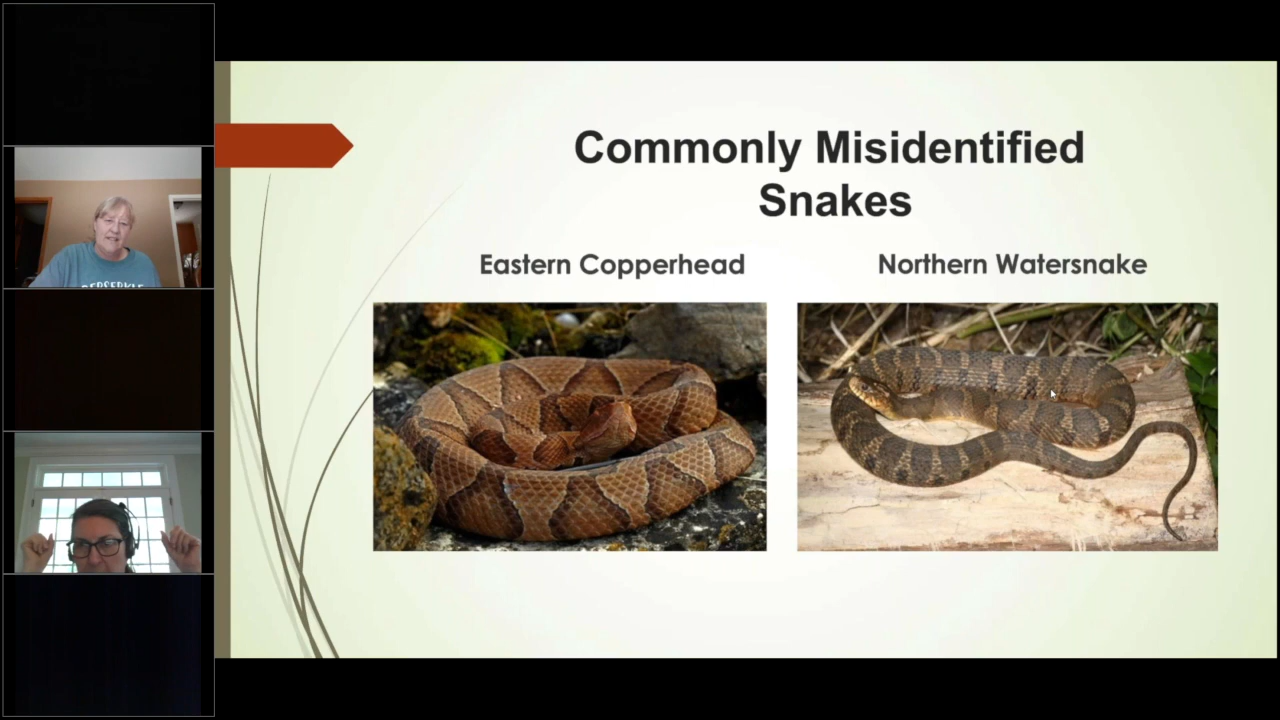 Commonly Misidentified
Snakes
Eastern Copperhead
Northern Watersnake